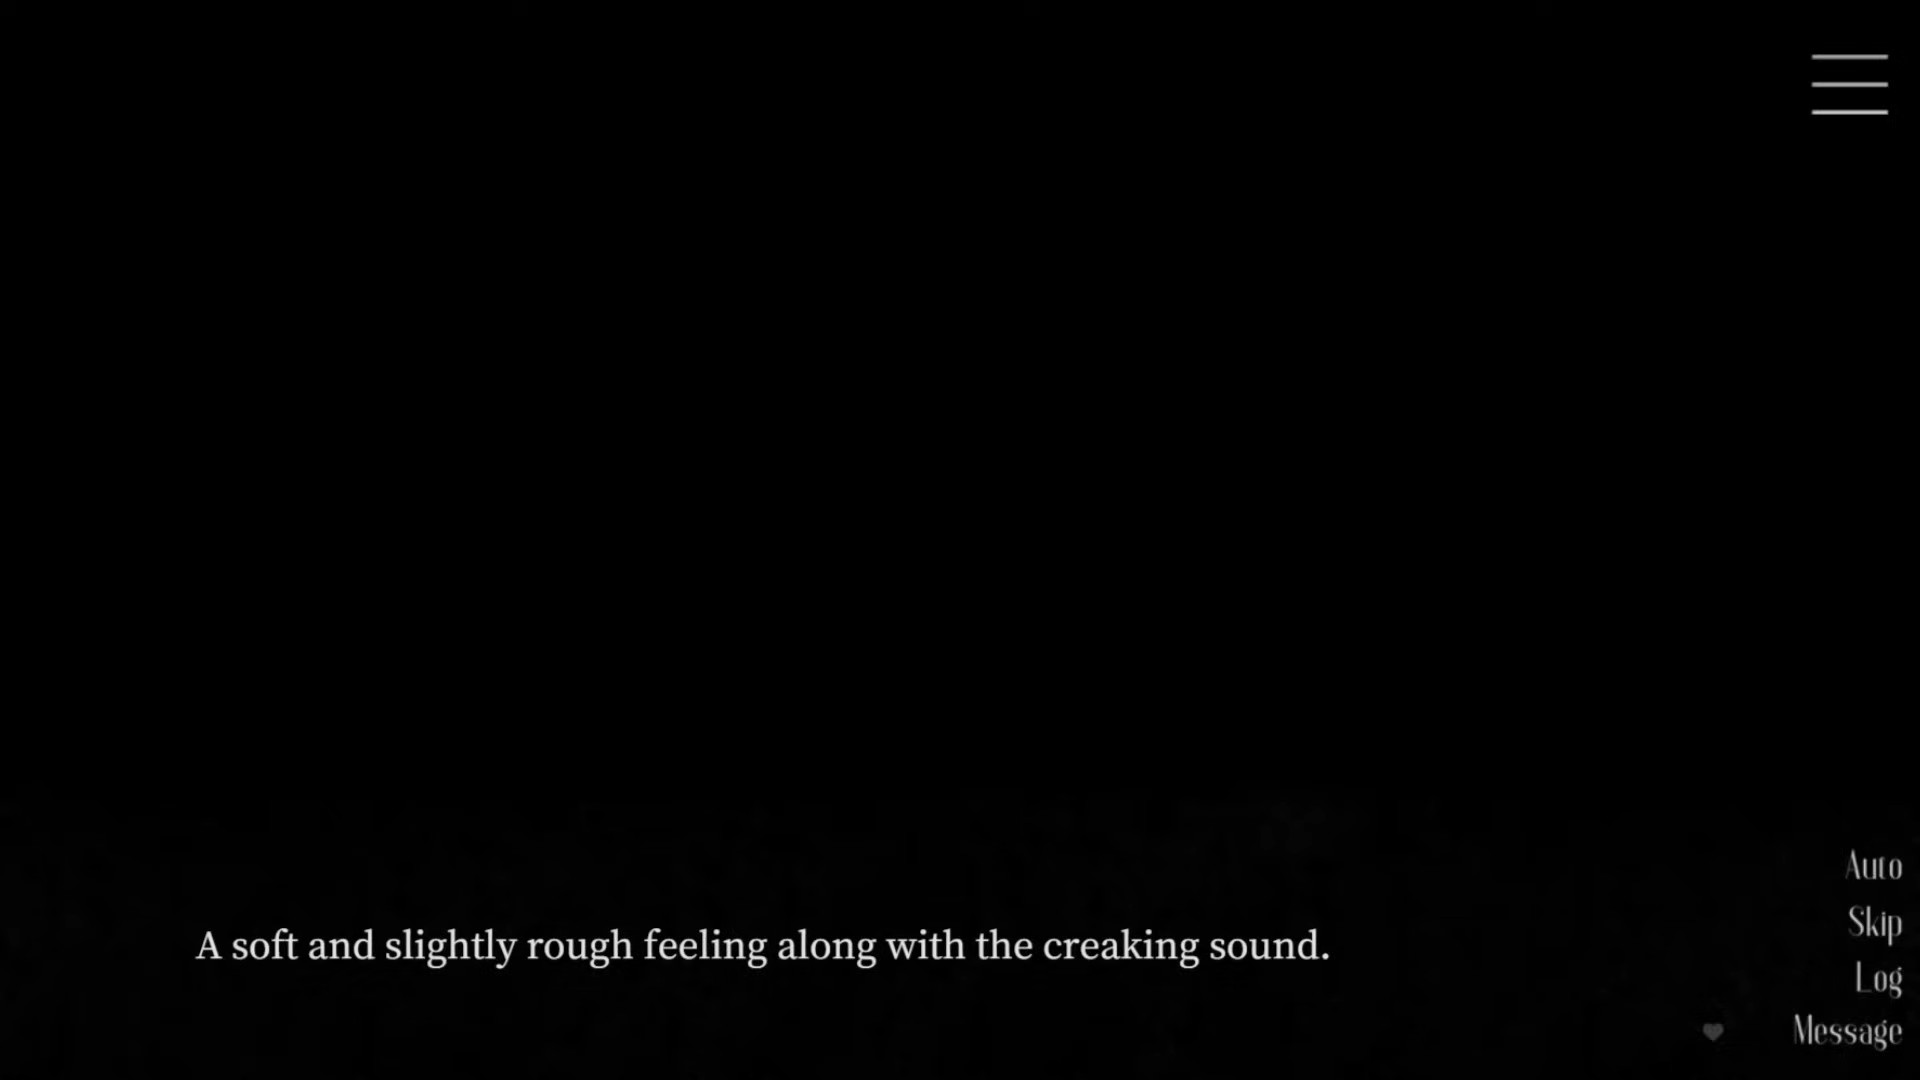 A soft and slightly rough feeling along with the creaking sound.
Auto
Skip
Log
Message